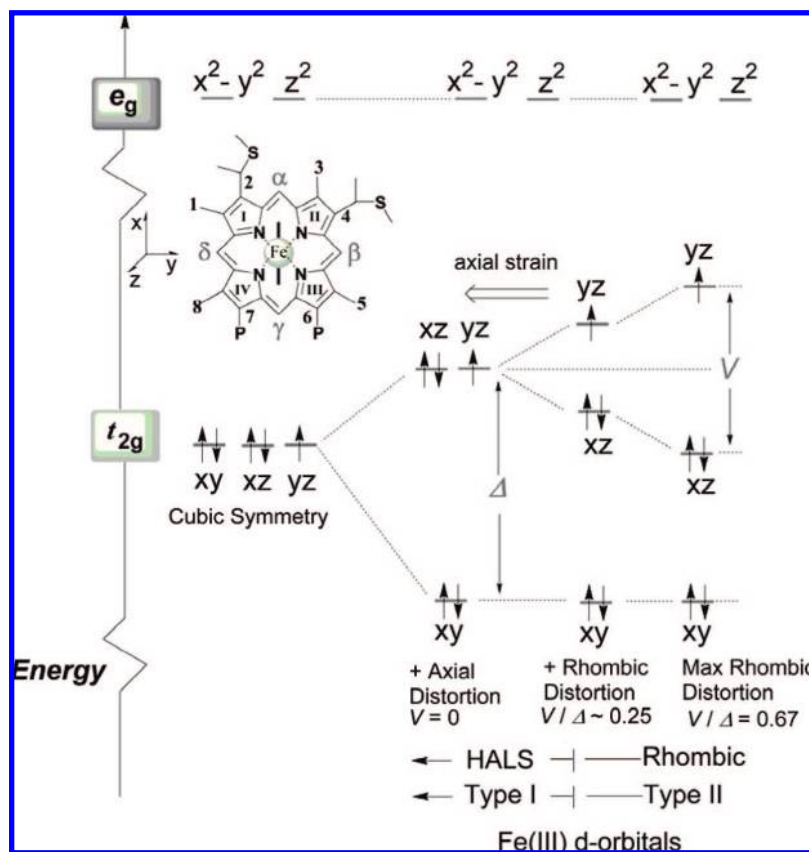 x²- y² z² x²- y² z² x²- y² z²
eg
S
3
2
α
1
I
II
4
S
N
N
x
y
z
δ
Fe
β
N
N
IV
III
8
7
6
5
P
γ
P
axial strain
yz
yz
xz yz
V
t2g
xz
xy xz yz
xz
Cubic Symmetry
Δ
xy
xy
xy
Energy
+ Axial
Distortion
V = 0
+ Rhombic
Distortion
V / Δ ~ 0.25
Max Rhombic
Distortion
V / Δ = 0.67
HALS Rhombic
Type I Type II
Fe(III) d-orbitals